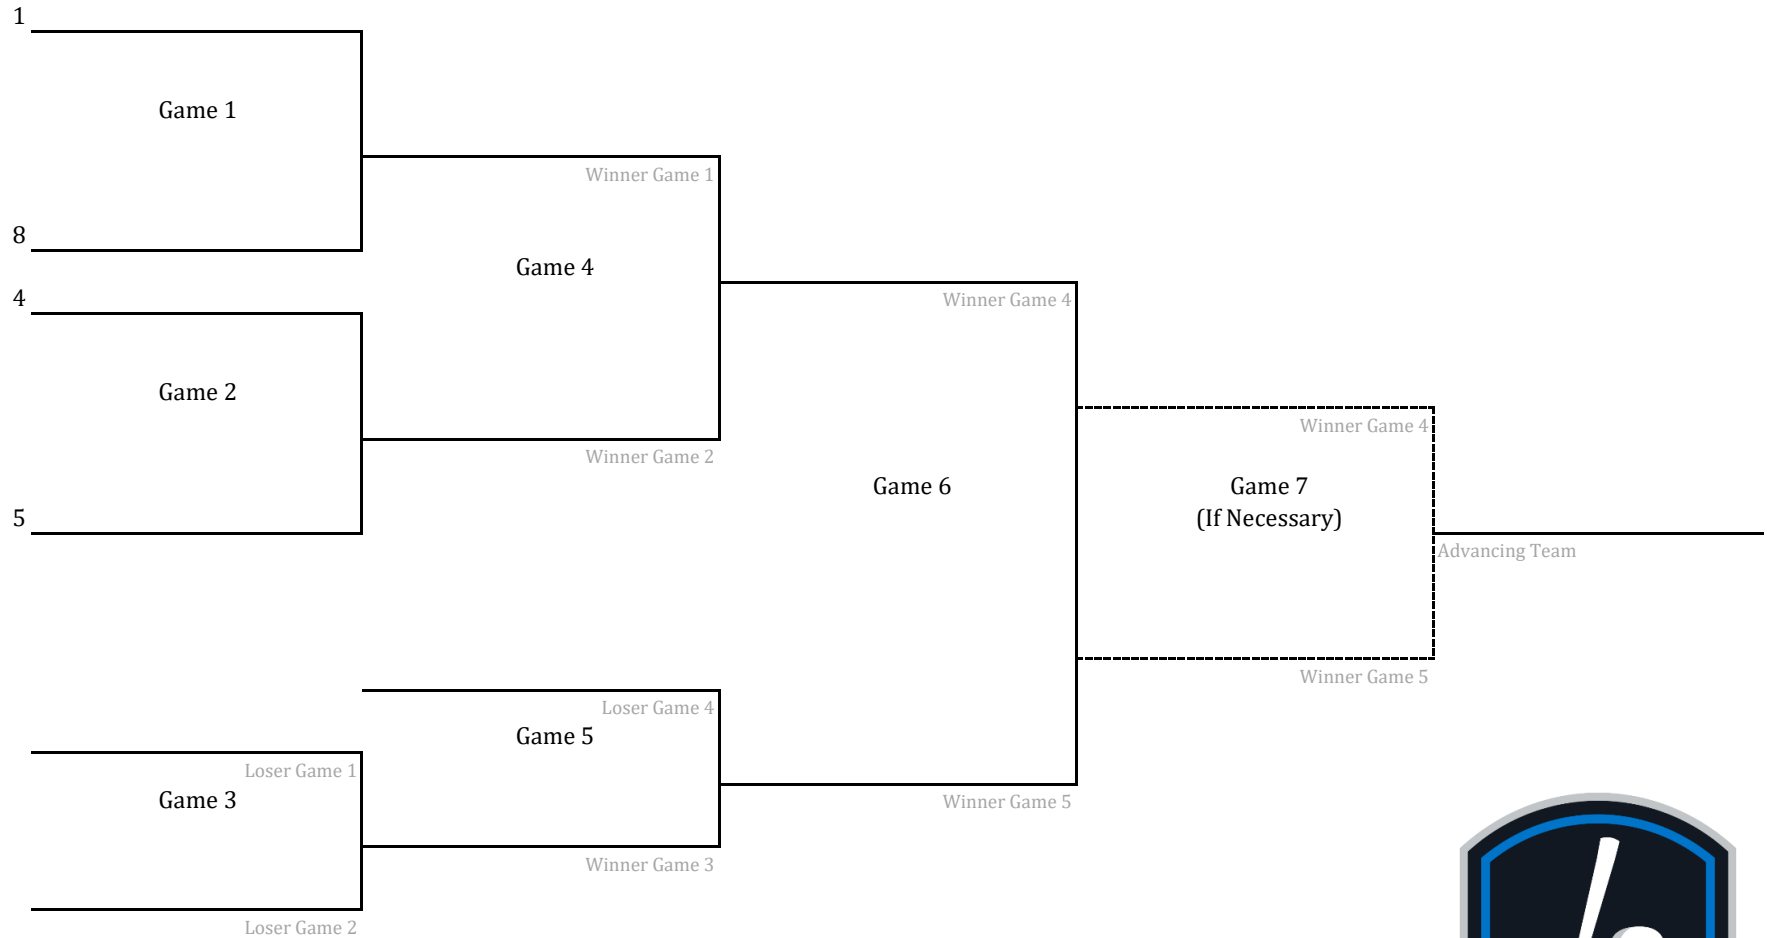 1
Game 1
Winner Game 1
8
Game 4
4
Winner Game 4
Game 2
Winner Game 4
Winner Game 2
Game 6
Game 7
(If Necessary)
5
Advancing Team
Winner Game 5
Loser Game 4
Game 5
Loser Game 1
Game 3
Winner Game 5
Winner Game 3
Loser Game 2